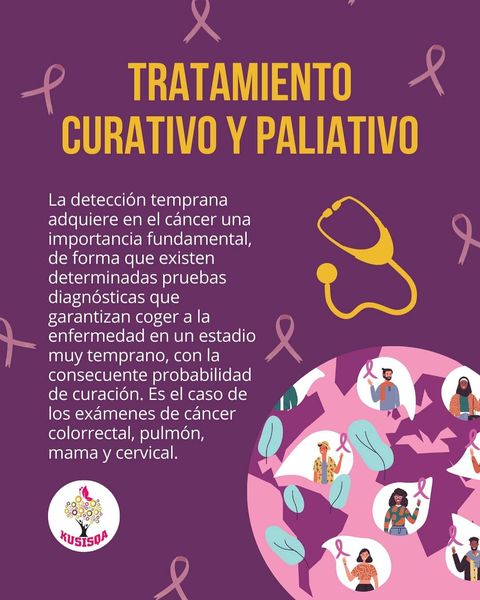 TRATAMIENTO
CURATIVO Y PALIATIVO
La detección temprana
adquiere en el cáncer una
importancia fundamental,
de forma que existen
determinadas pruebas
diagnósticas que
garantizan coger a la
enfermedad en un estadio
muy temprano, con la
consecuente probabilidad
de curación. Es el caso de
los exámenes de cáncer
colorrectal, pulmón,
mama y cervical.
KUSISQA